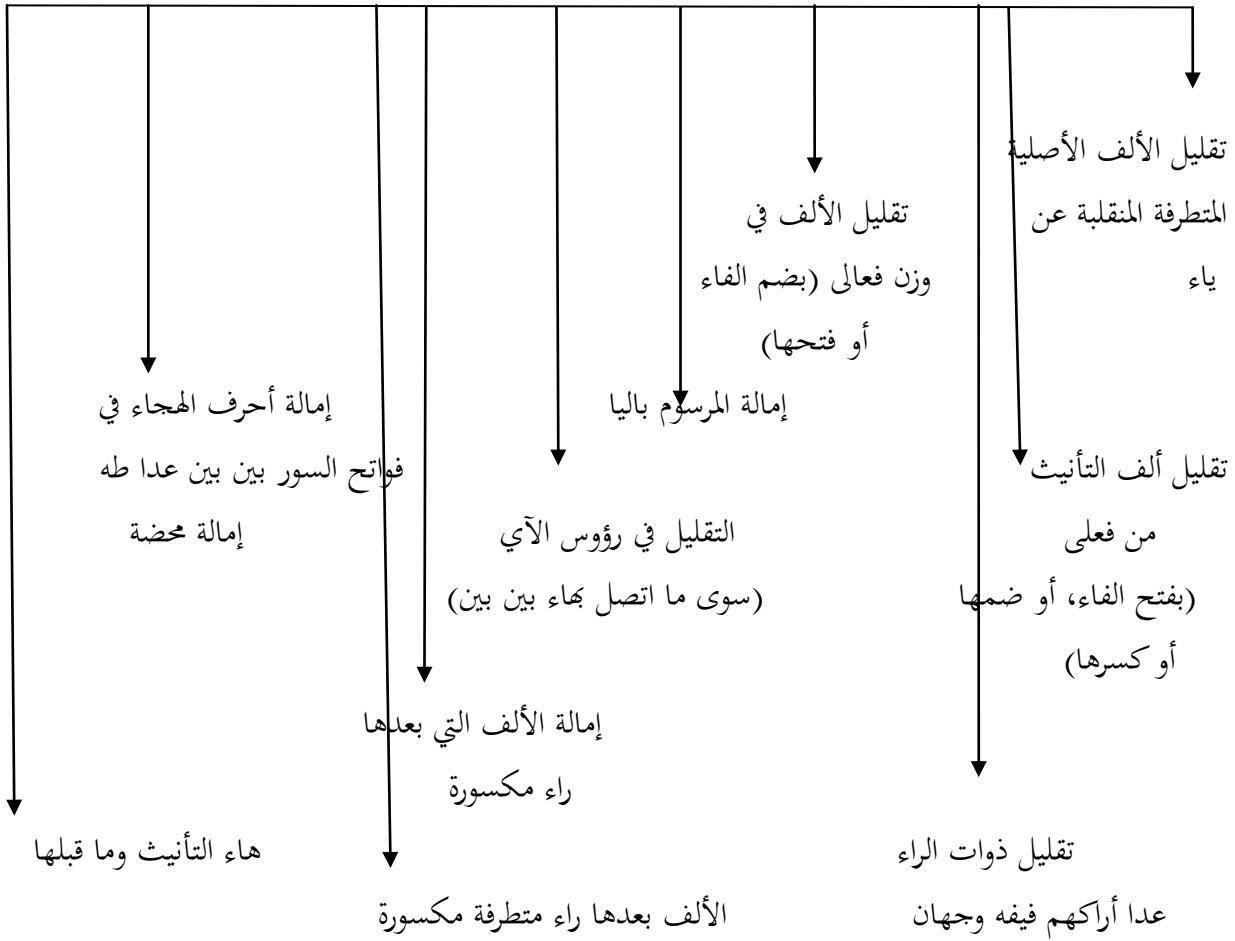 تقليل الألف الأصلية
المتطرفة المنقلبة عن
ياء
تقليل ألف التأنيث
من فعلى
(بفتح الفاء، أو ضمها
أو كسرها)
تقليل ذوات الراء
عدا أراكهم فيفه وجهان
تقليل الألف في
وزن فعالى (بضم الفاء
أو فتحها)
إمالة المرسوم باليا
التقليل في رؤوس الآي
(سوى ما اتصل بهاء بين بين)
إمالة الألف التي بعدها
راء مكسورة
الألف بعدها راء متطرفة مكسورة
إمالة أحرف الهجاء في
فواتح السور بين بين عدا طه
إمالة محضة
هاء التأنيث وما قبلها